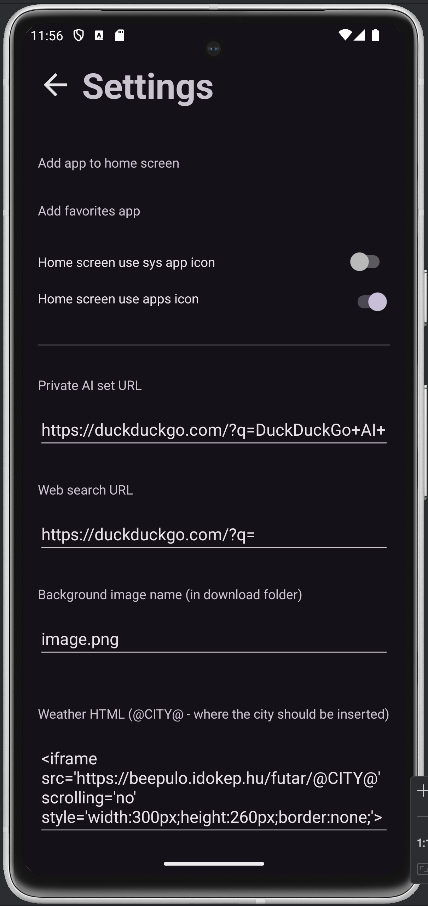 11:56
Settings
Add app to home screen
Add favorites app
Home screen use sys app icon
Home screen use apps icon
Private AI set URL
https://duckduckgo.com/?q=DuckDuckGo+AI+
Web search URL
https://duckduckgo.com/?q=
Background image name (in download folder)
image.png
Weather HTML (@CITY@ - where the city should be inserted)
<iframe
src='https://beepulo.idokep.hu/futar/@CITY@'
scrolling='no'
style='width:300px;height:260px;border:none;'>